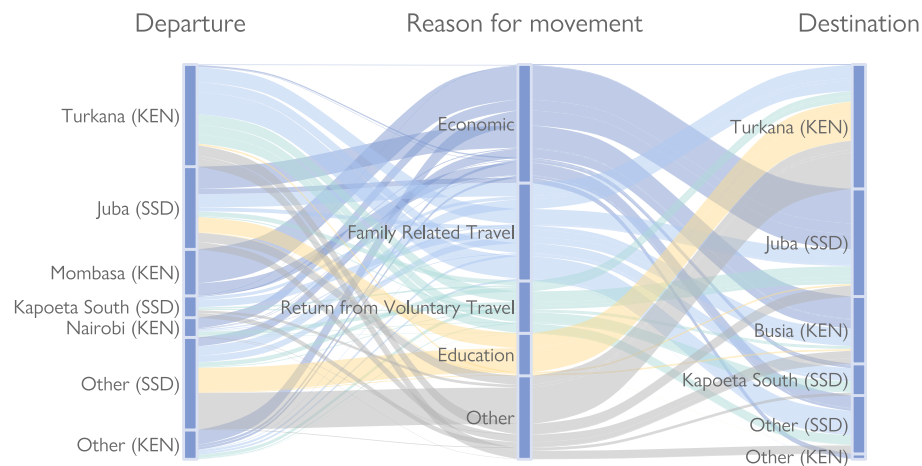 Departure
Reason for movement
Destination
Turkana (KEN)
Juba (SSD)
Mombasa (KEN)
Kapoeta South (SSD)
Nairobi (KEN)
Other (SSD)
Other (KEN)
Economic
Family Related Travel
Return from Voluntary Travel
Education
Other
Turkana (KEN)
Juba (SSD)
Busia (KEN)
Kapoeta South (SSD)
Other (SSD)
Other (KEN)